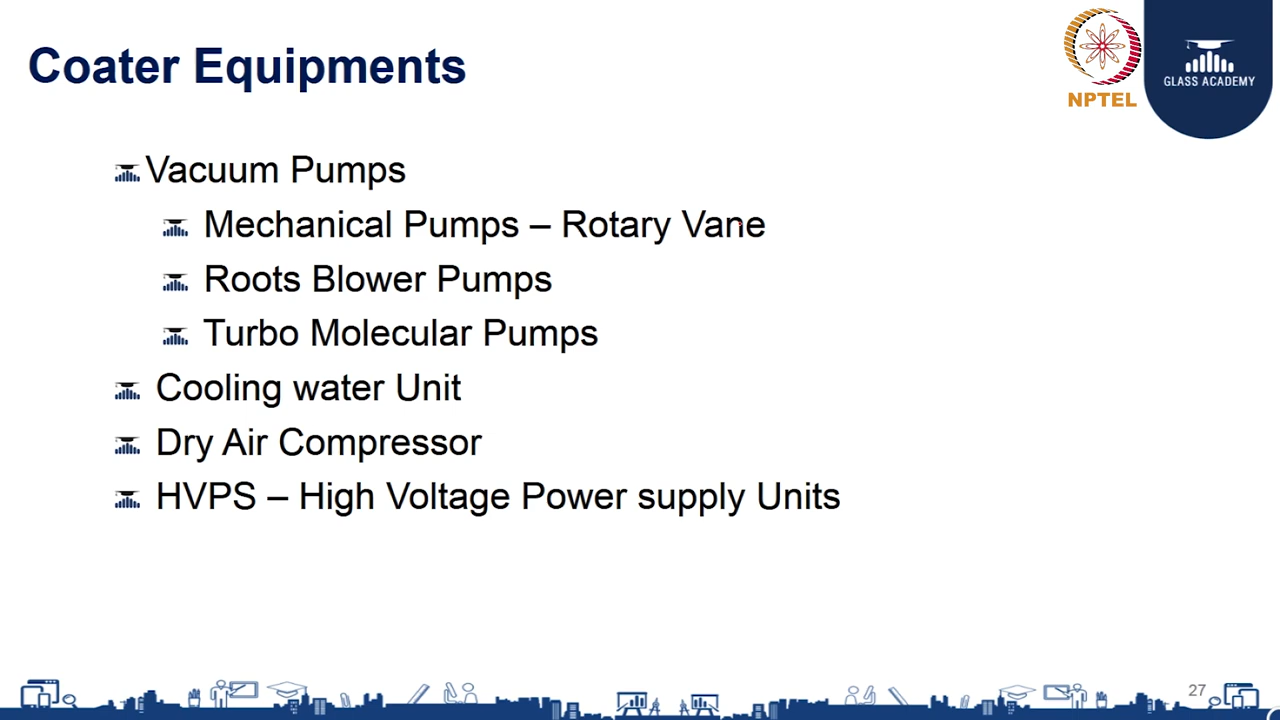 Coater Equipments
NPTEL
GLASS ACADEMY
Vacuum Pumps
Mechanical Pumps – Rotary Vane
Roots Blower Pumps
Turbo Molecular Pumps
Cooling water Unit
Dry Air Compressor
HVPS – High Voltage Power supply Units
27